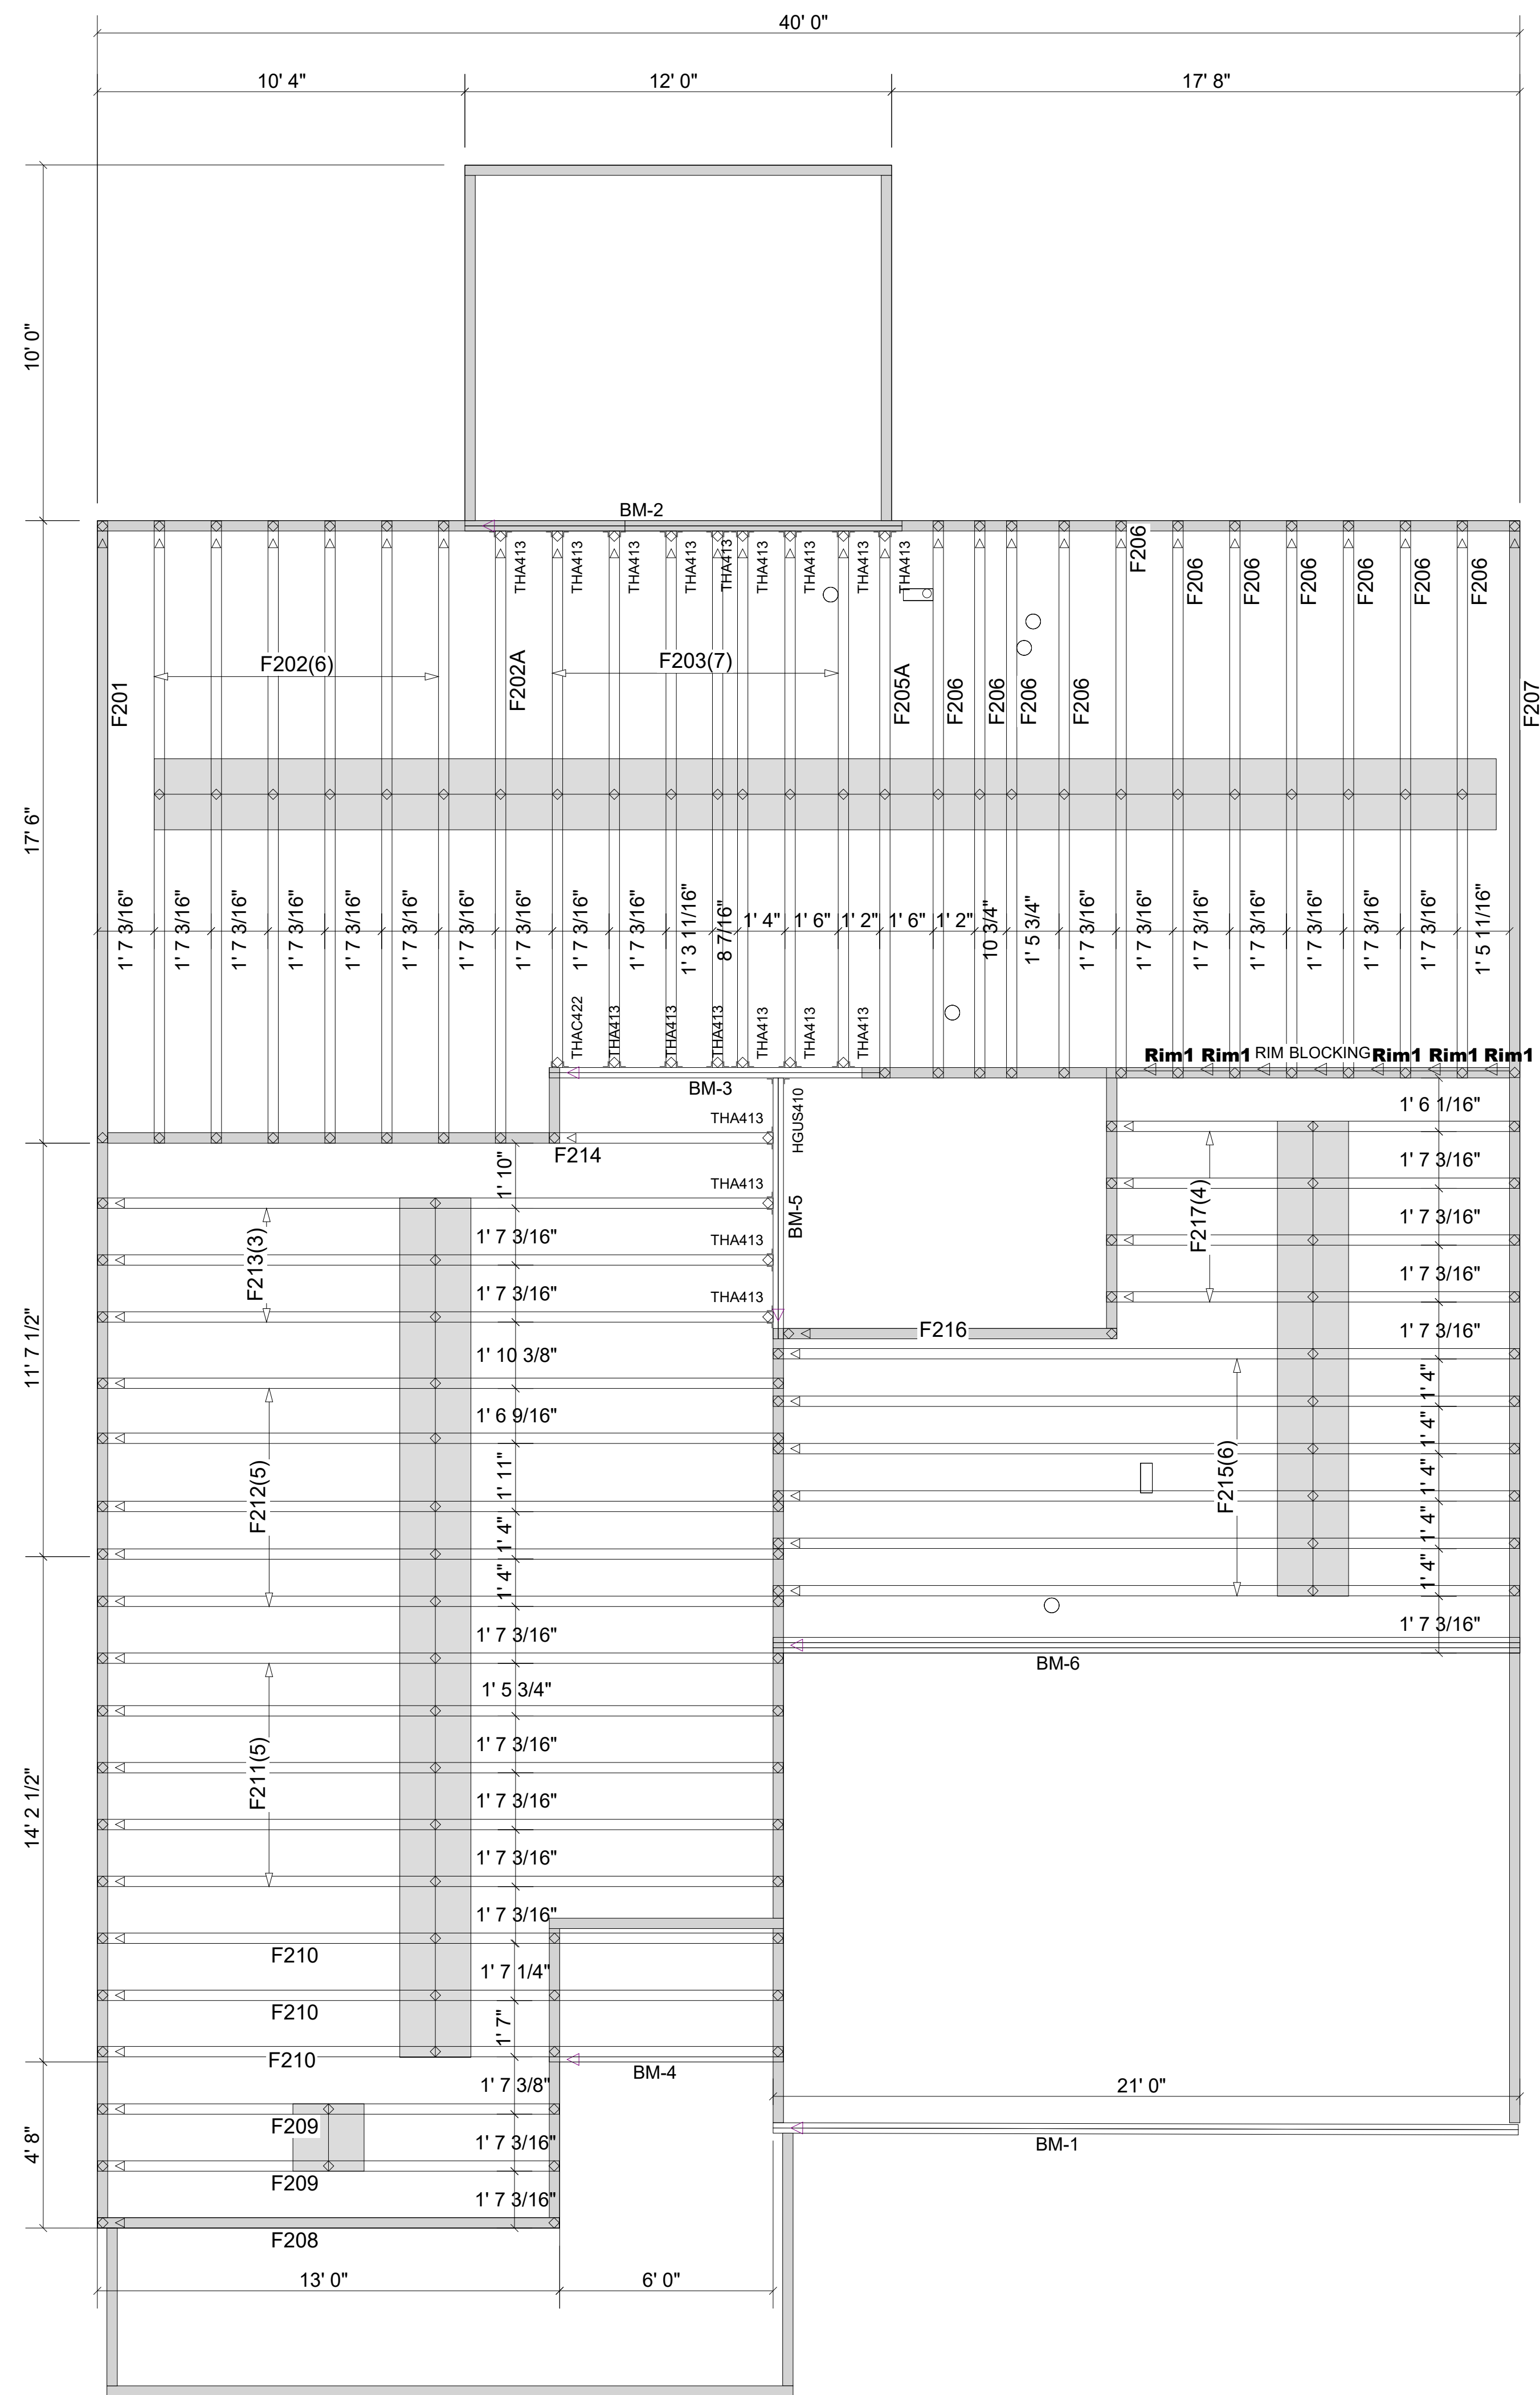 40' 0"
10' 4"
12' 0"
17' 8"
10' 0"
BM-2
THA413
THA413
THA413
THA413
THA413
THA413
THA413
THA413
THA413
F206
F206
F206
F206
F206
F206
F206
F201
F202(6)
F202A
F203(7)
F205A
F206
F206
F206
F206
F207
17' 6"
1' 7 3/16"
1' 7 3/16"
1' 7 3/16"
1' 7 3/16"
1' 7 3/16"
1' 7 3/16"
1' 7 3/16"
1' 7 3/16"
1' 7 3/16"
1' 7 3/16"
1' 3 11/16"
8 7/16"
1' 4"
1' 6"
1' 2"
1' 6"
1' 2"
10 3/4"
1' 5 3/4"
1' 7 3/16"
1' 7 3/16"
1' 7 3/16"
1' 7 3/16"
1' 7 3/16"
1' 7 3/16"
1' 7 3/16"
1' 5 11/16"
THAC422
THA413
THA413
THA413
THA413
THA413
THA413
Rim1
Rim1
RIM BLOCKING
Rim1
Rim1
Rim1
BM-3
THA413
HGUS410
F214
1' 10"
THA413
BM-5
THA413
THA413
F213(3)
1' 7 3/16"
1' 7 3/16"
1' 10 3/8"
1' 6 1/16"
1' 7 3/16"
1' 7 3/16"
1' 7 3/16"
1' 7 3/16"
F217(4)
F216
11' 7 1/2"
1' 6 9/16"
F212(5)
1' 11"
1' 4"
1' 4"
F215(6)
1' 4"
1' 4"
1' 4"
1' 4"
1' 4"
1' 7 3/16"
BM-6
1' 7 3/16"
1' 5 3/4"
F211(5)
1' 7 3/16"
1' 7 3/16"
1' 7 3/16"
1' 7 3/16"
14' 2 1/2"
F210
1' 7 1/4"
F210
1' 7"
F210
BM-4
1' 7 3/8"
21' 0"
F209
1' 7 3/16"
BM-1
4' 8"
F209
1' 7 3/16"
F208
13' 0"
6' 0"